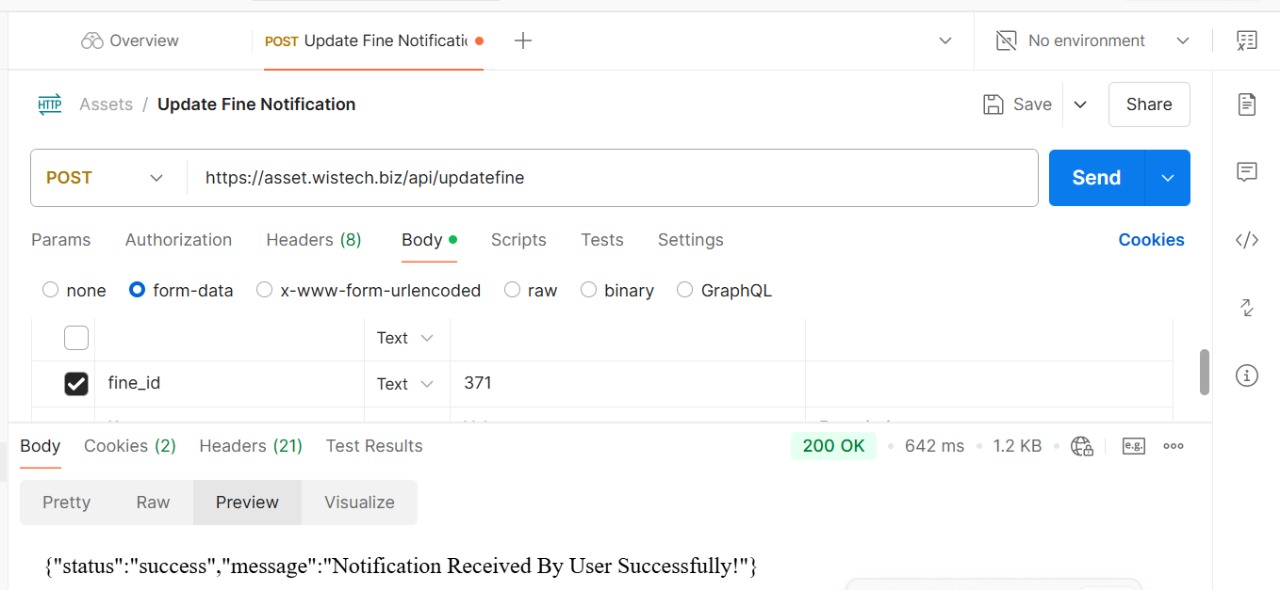 Overview POST Update Fine Notificatic No environment
HTTP Assets / Update Fine Notification Save Share
POST https://asset.wistech.biz/api/updatefine Send
Params Authorization Headers (8) Body Scripts Tests Settings Cookies
none form-data x-www-form-urlencoded raw binary GraphQL
Text
fine_id Text 371
Body Cookies (2) Headers (21) Test Results 200 OK 642 ms 1.2 KB e.g.
Pretty Raw Preview Visualize
{"status":"success","message":"Notification Received By User Successfully!"}